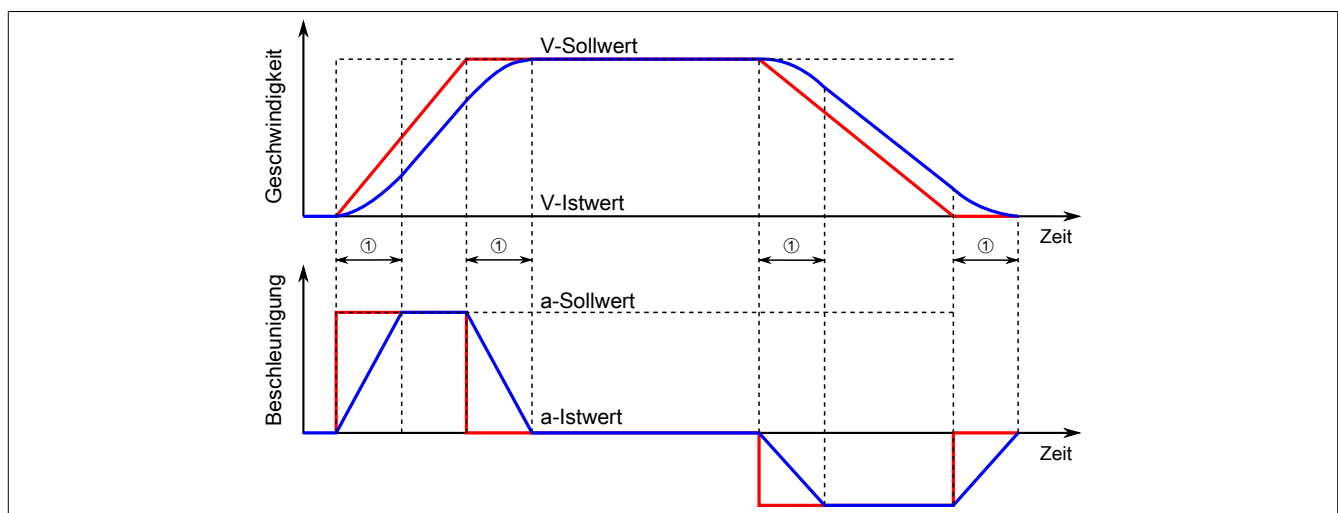 V-Sollwert
Geschwindigkeit
V-Istwert
Zeit
① ① ① ①
a-Sollwert
Beschleunigung
a-Istwert
Zeit